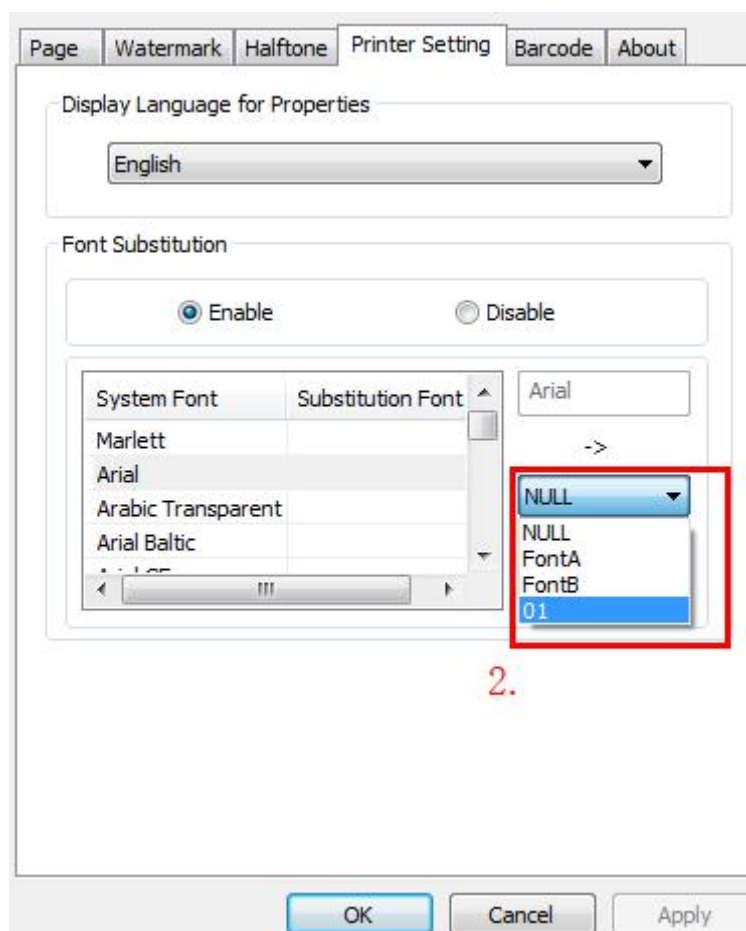 Page Watermark Halftone Printer Setting Barcode About
Display Language for Properties
English
Font Substitution
Enable Disable
System Font Substitution Font
Marlett
Arial
Arabic Transparent
Arial Baltic
Arial
->
NULL
NULL
FontA
FontB
01
2.
OK Cancel Apply